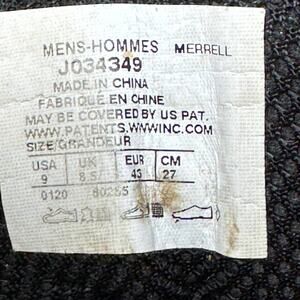 MENS-HOMMES MERRELL
J034349
MADE IN CHINA
FABRIQUE EN CHINE
MAY BE COVERED BY US PAT.
WWW.PATENTS.WWWINC.COM
SIZE/GRANDEUR
USA UK EUR CM
9 8.5 43 27
0120 80255